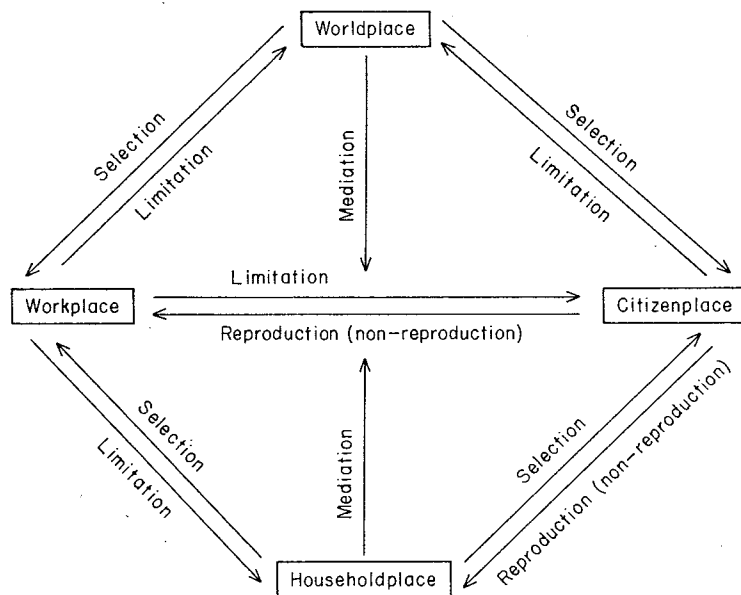 Worldplace
Selection
Limitation
Mediation
Selection
Limitation
Limitation
Workplace
Citizenplace
Reproduction (non-reproduction)
Selection
Limitation
Mediation
Selection
Reproduction (non-reproduction)
Householdplace